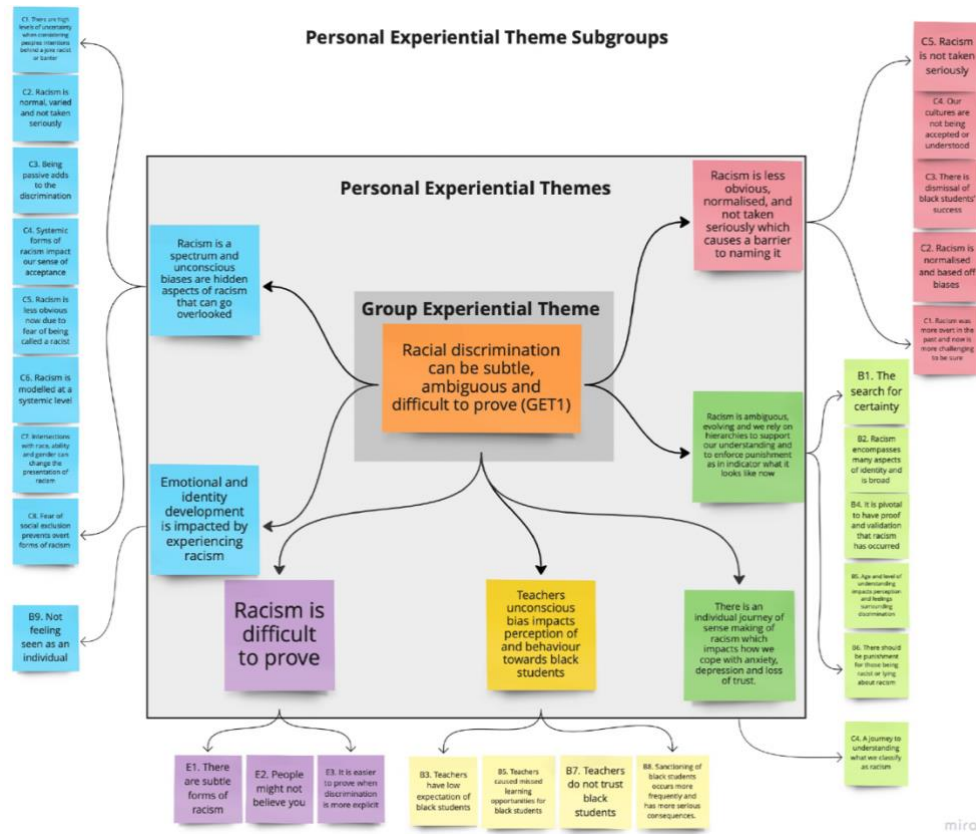 Personal Experiential Theme Subgroups
C1. There are high
levels of uncertainty
when considering
peoples intentions
behind a joke racist
or banter
C2. Racism is
normal, varied
and not taken
seriously
C3. Being
passive adds
to the
discrimination
C4. Systemic
forms of
racism impact
our sense of
acceptance
C5. Racism is
less obvious
now due to
fear of being
called a racist
C6. Racism is
modelled at a
systemic level
C7. Intersections
with race, ability
and gender can
change the
presentation of
racism
C8. Fear of
social exclusion
prevents overt
forms of racism
B9. Not
feeling
seen as an
individual
Personal Experiential Themes
Racism is a
spectrum and
unconscious
biases are hidden
aspects of racism
that can go
overlooked
Emotional and
identity
development
is impacted by
experiencing
racism
Group Experiential Theme
Racial discrimination
can be subtle,
ambiguous and
difficult to prove (GET1)
Racism is less
obvious,
normalised, and
not taken
seriously which
causes a barrier
to naming it
Racism is ambiguous,
evolving and we rely on
hierarchies to support
our understanding and
to enforce punishment
as in indicator what it
looks like now
Racism is
difficult
to prove
Teachers
unconscious
bias impacts
perception of
and behaviour
towards black
students
There is an
individual journey of
sense making of
racism which
impacts how we
cope with anxiety,
depression and loss
of trust.
C5. Racism
is not taken
seriously
C4. Our
cultures are
not being
accepted or
understood
C3. There is
dismissal of
black students'
success
C2. Racism is
normalised
and based off
biases
C1. Racism was
more overt in the
past and now is
more challenging
to be sure
B1. The
search for
certainty
B2. Racism
encompasses
many aspects
of identity and
is broad
B4. It is pivotal
to have proof
and validation
that racism
has occurred
B5. Age and level of
understanding
impacts perception
and feelings
surrounding
discrimination
B6. There should
be punishment
for those being
racist or lying
about racism
C4. A journey to
understanding
what we classify
as racism
E1. There
are subtle
forms of
racism
E2. People
might not
believe you
E3. It is easier
to prove when
discrimination
is more explicit
B3. Teachers
have low
expectation of
black students
B5. Teachers
caused missed
learning
opportunities for
black students
B7. Teachers
do not trust
black
students
B8. Sanctioning of
black students
occurs more
frequently and
has more serious
consequences.
miro